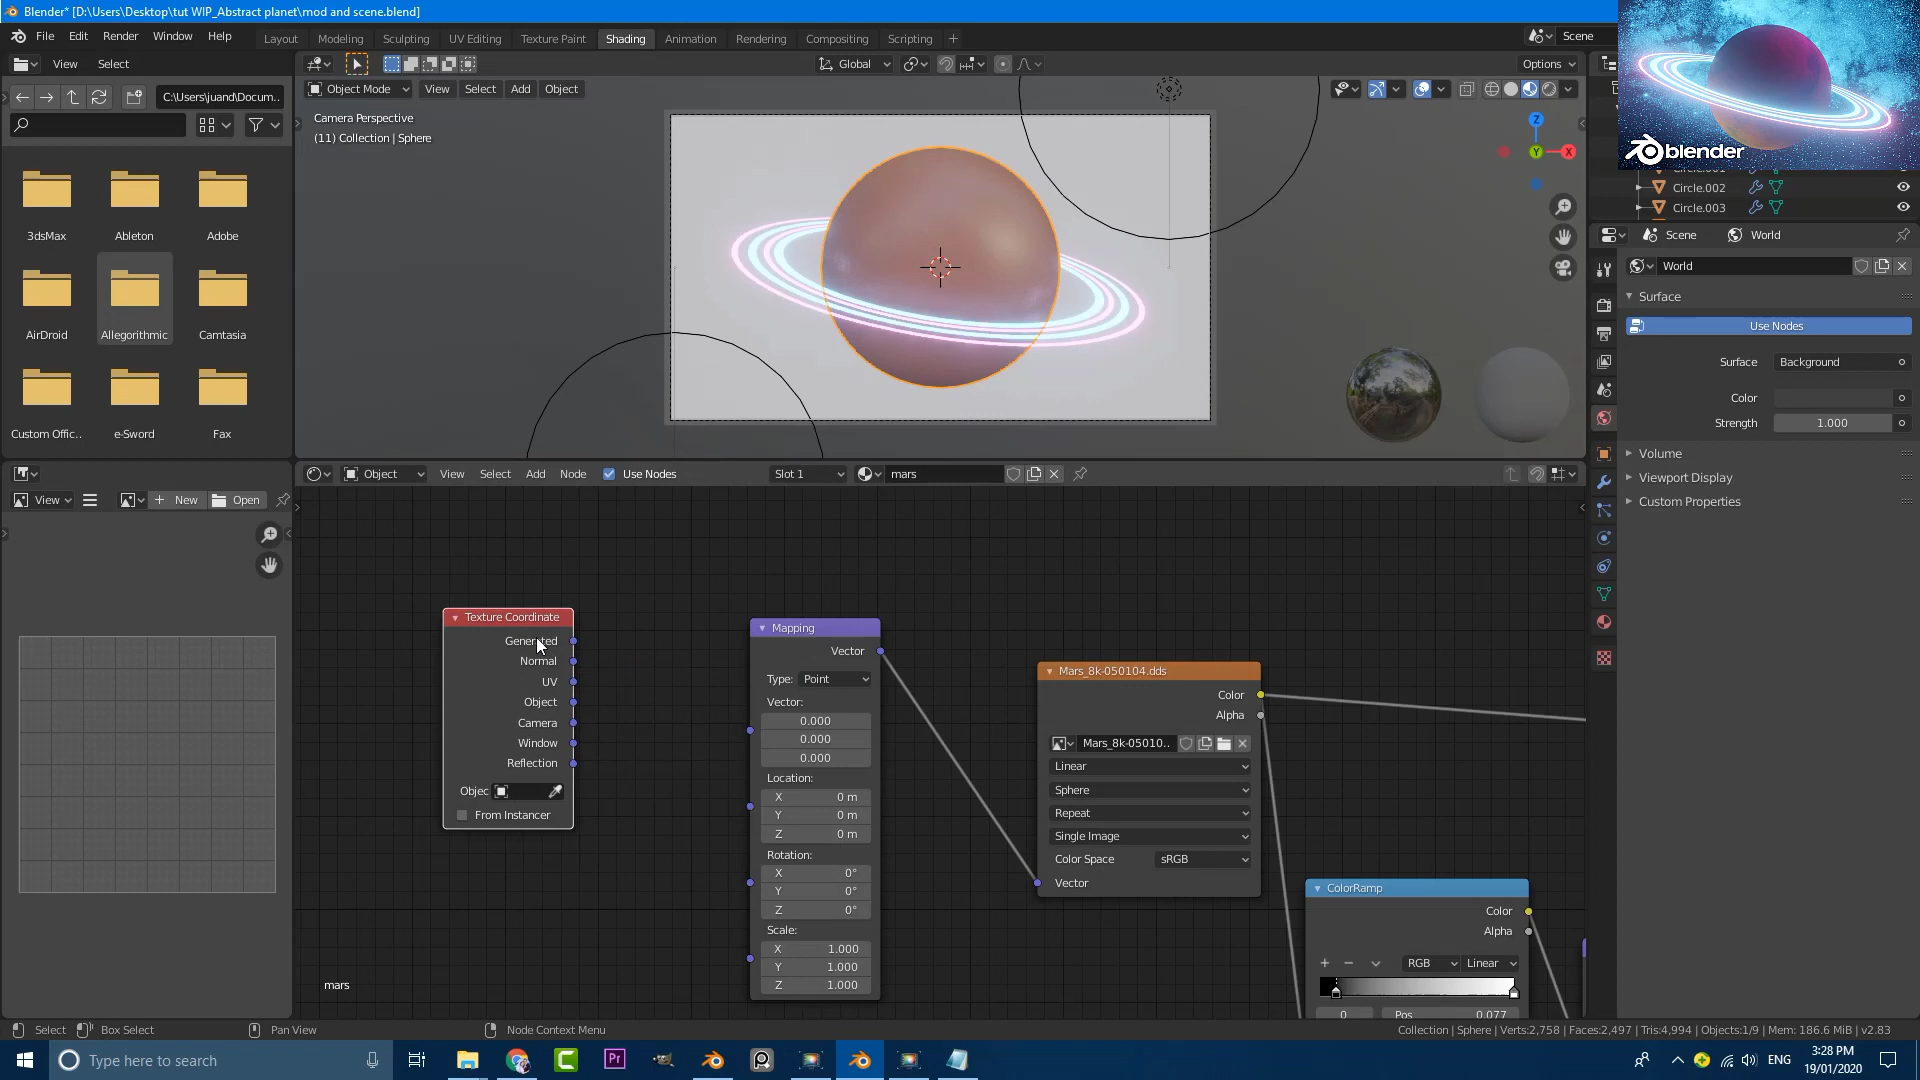 Blender* [D:\Users\Desktop\tut WIP_Abstract planet\mod and scene.blend]
File Edit Render Window Help
Layout Modeling Sculpting UV Editing Texture Paint Shading Animation Rendering Compositing Scripting
Scene
View Select
Global
Options
C:\Users\juand\Docum..
Object Mode View Select Add Object
Camera Perspective
(11) Collection | Sphere
Z
Y
X
blender
Circle.002
Circle.003
3dsMax Ableton Adobe
AirDroid Allegorithmic Camtasia
Custom Offic.. e-Sword Fax
Scene World
World
Surface
Use Nodes
Surface Background
Color
Strength 1.000
Volume
Viewport Display
Custom Properties
Object View Select Add Node Use Nodes Slot 1 mars
View New Open
Texture Coordinate
Generated
Normal
UV
Object
Camera
Window
Reflection
Objec
From Instancer
Mapping
Vector
Type: Point
Vector:
0.000
0.000
0.000
Location:
X 0 m
Y 0 m
Z 0 m
Rotation:
X 0°
Y 0°
Z 0°
Scale:
X 1.000
Y 1.000
Z 1.000
Mars_8k-050104.dds
Color
Alpha
Mars_8k-05010..
Linear
Sphere
Repeat
Single Image
Color Space sRGB
Vector
ColorRamp
Color
Alpha
RGB Linear
0 Pos 0.077
mars
Select Box Select Pan View Node Context Menu
Collection | Sphere | Verts:2,758 | Faces:2,497 | Tris:4,994 | Objects:1/9 | Mem: 186.6 MiB | v2.83
Type here to search
Pr
ENG
3:28 PM
19/01/2020